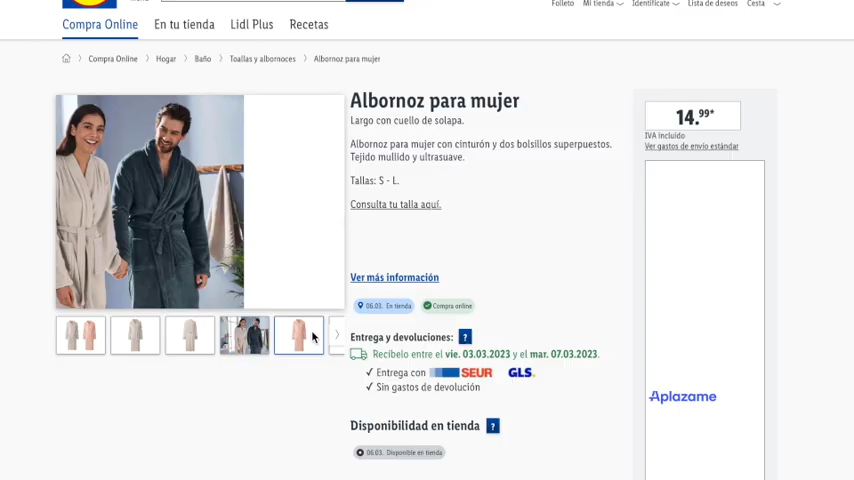 Folleto
Mi tienda
Identifícate
Lista de deseos
Cesta
Compra Online
En tu tienda
Lidl Plus
Recetas
Compra Online
Hogar
Baño
Toallas y albornoces
Albornoz para mujer
Albornoz para mujer
Largo con cuello de solapa.
Albornoz para mujer con cinturón y dos bolsillos superpuestos.
Tejido mullido y ultrasuave.
Tallas: S - L.
Consulta tu talla aquí.
Ver más información
06.03. En tienda
Compra online
Entrega y devoluciones: ?
Recíbelo entre el vie. 03.03.2023 y el mar. 07.03.2023.
✓ Entrega con SEUR GLS.
✓ Sin gastos de devolución
Disponibilidad en tienda ?
06.03. Disponible en tienda
14.99*
IVA incluido
Ver gastos de envío estándar
Aplazame